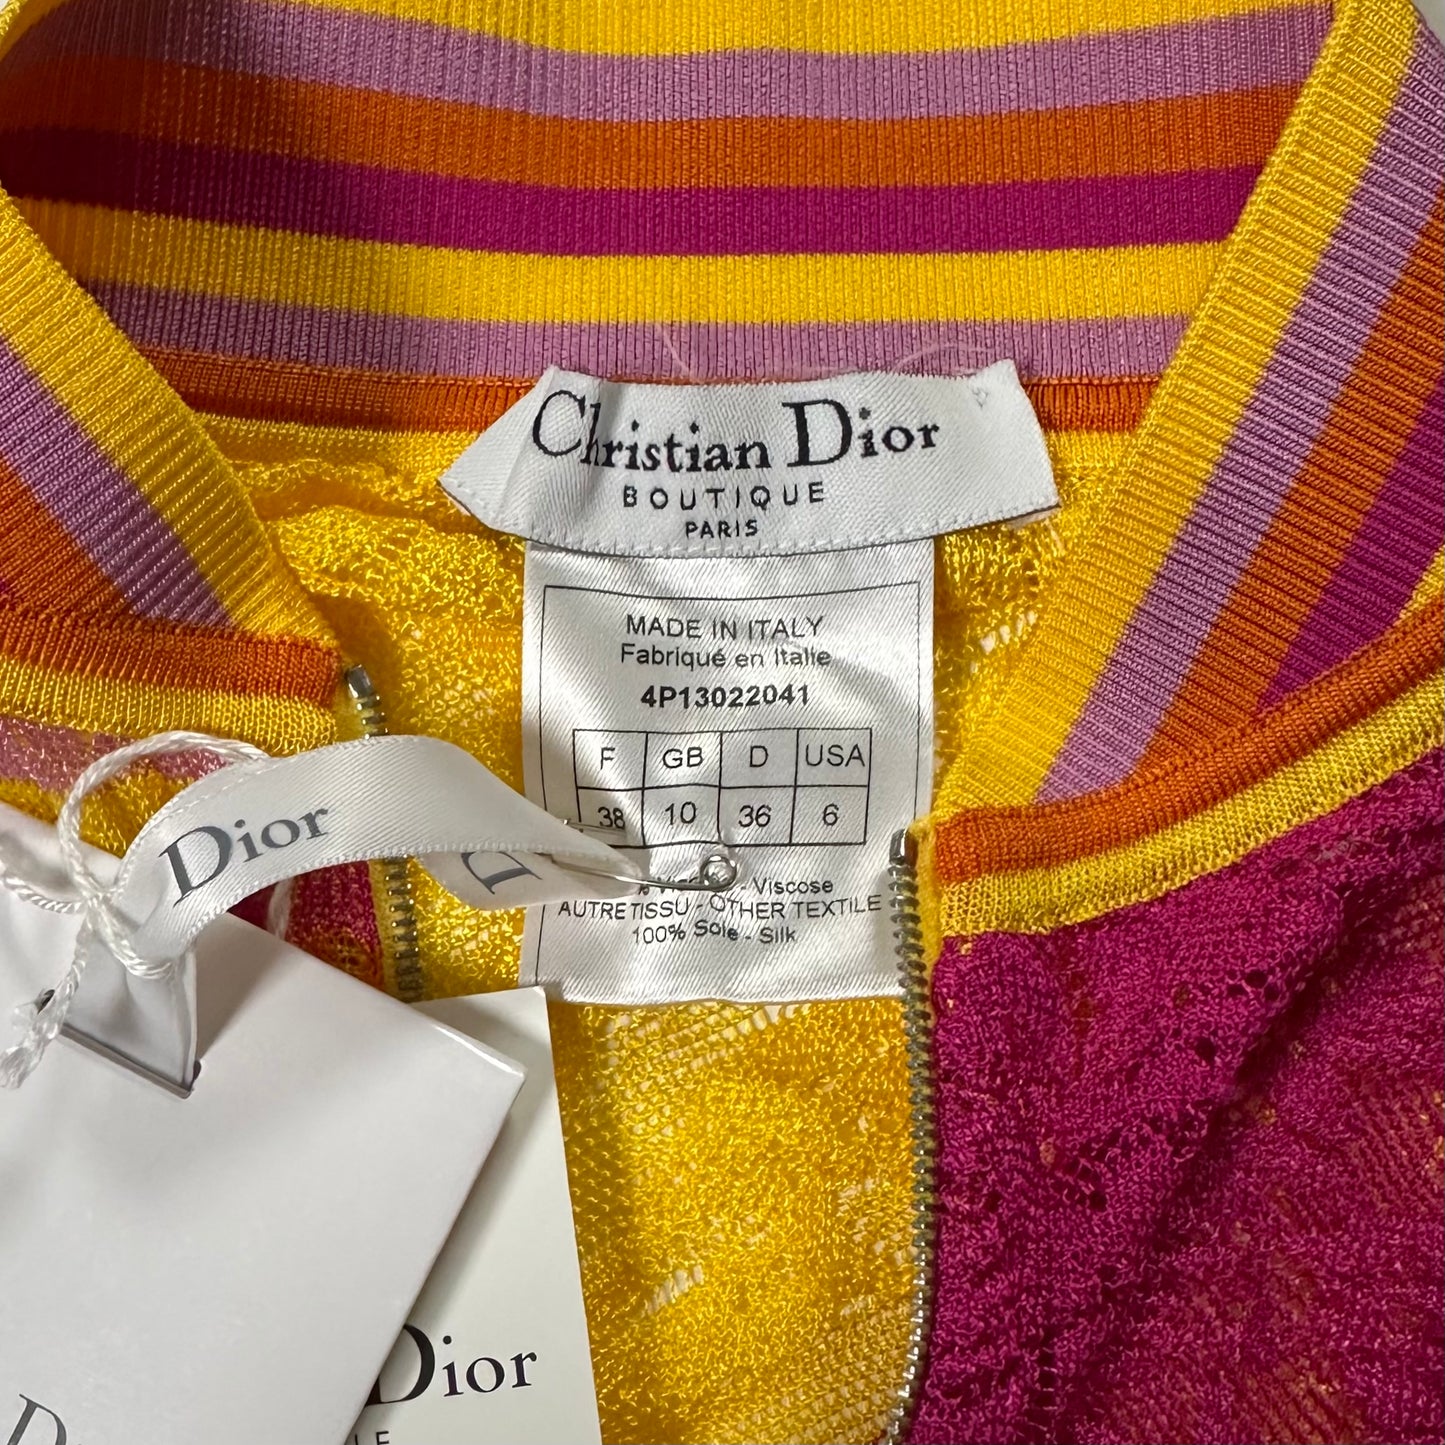 Christian Dior
BOUTIQUE
PARIS
MADE IN ITALY
Fabriqué en Italie
4P13022041
F GB D USA
38 10 36 6
- Viscose
AUTRE TISSU - OTHER TEXTILE
100% Soie - Silk
Dior
D
Dior
LE
D